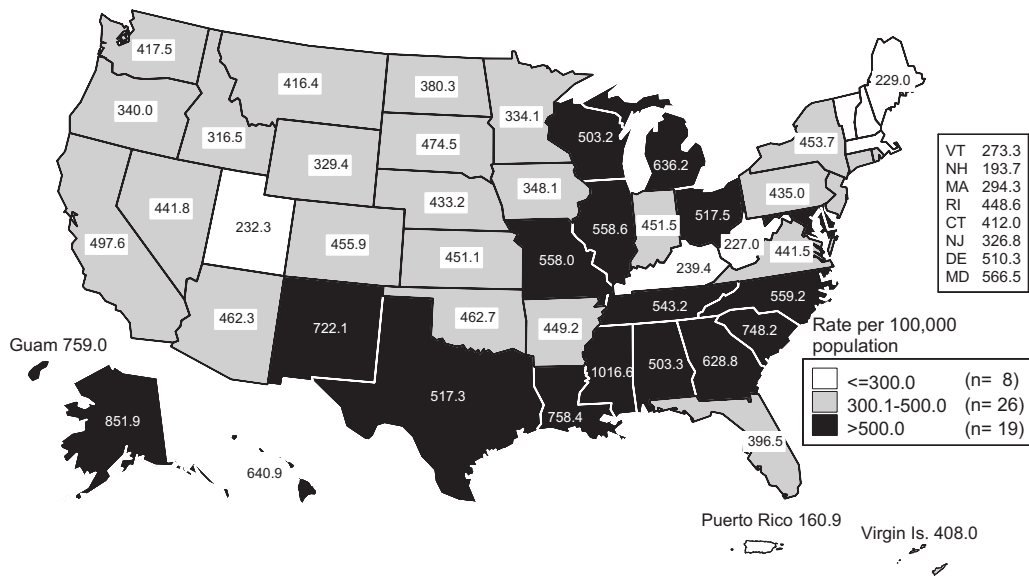 417.5
416.4
380.3
334.1
340.0
316.5
474.5
329.4
503.2
636.2
229.0
453.7
435.0
348.1
433.2
441.8
232.3
455.9
451.1
497.6
558.6
451.5
517.5
227.0
441.5
239.4
558.0
VT 273.3
NH 193.7
MA 294.3
RI 448.6
CT 412.0
NJ 326.8
DE 510.3
MD 566.5
462.3
722.1
462.7
449.2
543.2
559.2
748.2
1016.6
503.3
628.8
517.3
758.4
396.5
Rate per 100,000
population
<=300.0 (n= 8)
300.1-500.0 (n= 26)
>500.0 (n= 19)
Guam 759.0
851.9
640.9
Puerto Rico 160.9
Virgin Is. 408.0